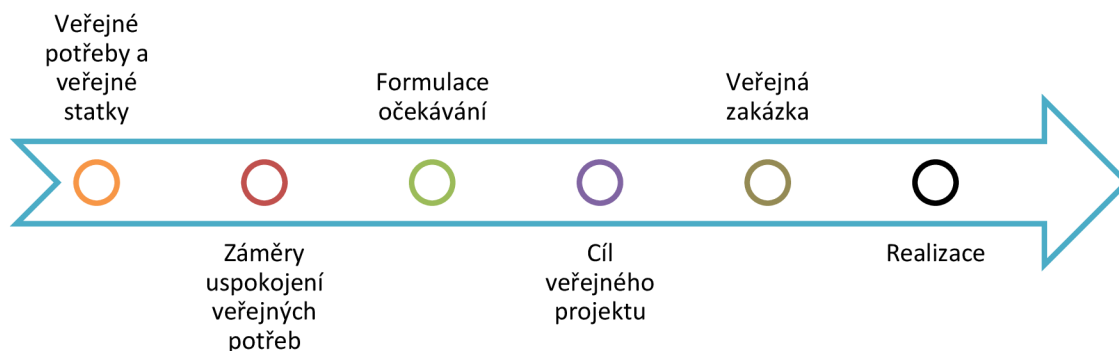 Veřejné
potřeby a
veřejné
statky
Záměry
uspokojení
veřejných
potřeb
Formulace
očekávání
Cíl
veřejného
projektu
Veřejná
zakázka
Realizace